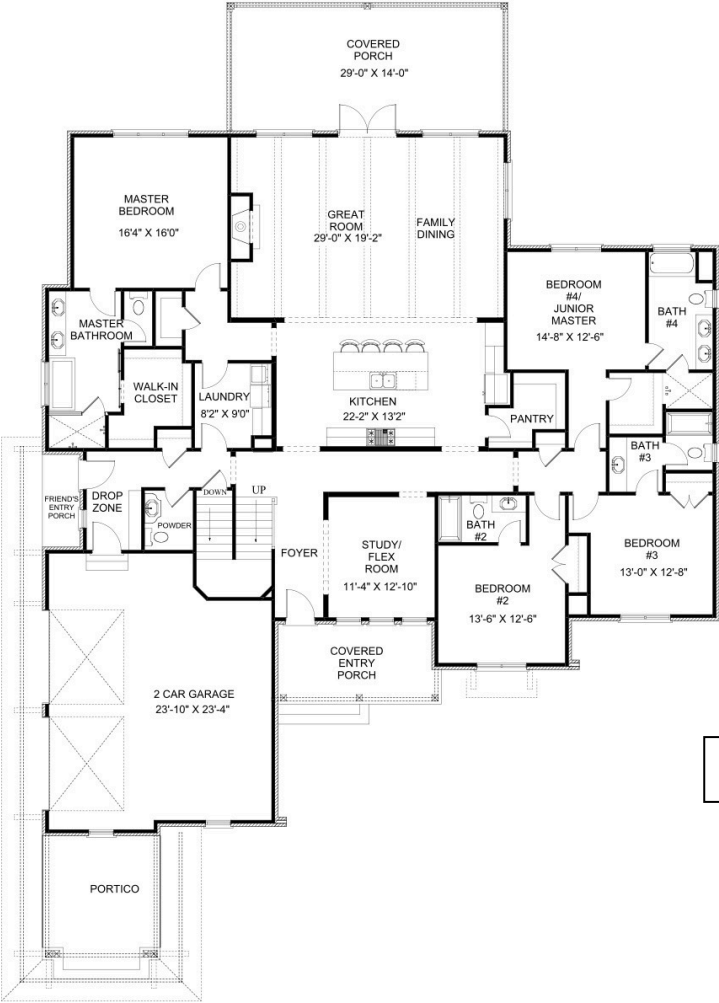 COVERED
PORCH
29'-0" X 14'-0"
MASTER
BEDROOM
16'4" X 16'0"
GREAT
ROOM
29'-0" X 19'-2"
FAMILY
DINING
BEDROOM
#4/
JUNIOR
MASTER
14'-8" X 12'-6"
BATH
#4
MASTER
BATHROOM
WALK-IN
CLOSET
LAUNDRY
8'2" X 9'0"
KITCHEN
22'-2" X 13'2"
PANTRY
BATH
#3
FRIEND'S
ENTRY
PORCH
DROP
ZONE
POWDER
DOWN
UP
FOYER
STUDY/
FLEX
ROOM
11'-4" X 12'-10"
BATH
#2
BEDROOM
#2
13'-6" X 12'-6"
BEDROOM
#3
13'-0" X 12'-8"
COVERED
ENTRY
PORCH
2 CAR GARAGE
23'-10" X 23'-4"
PORTICO